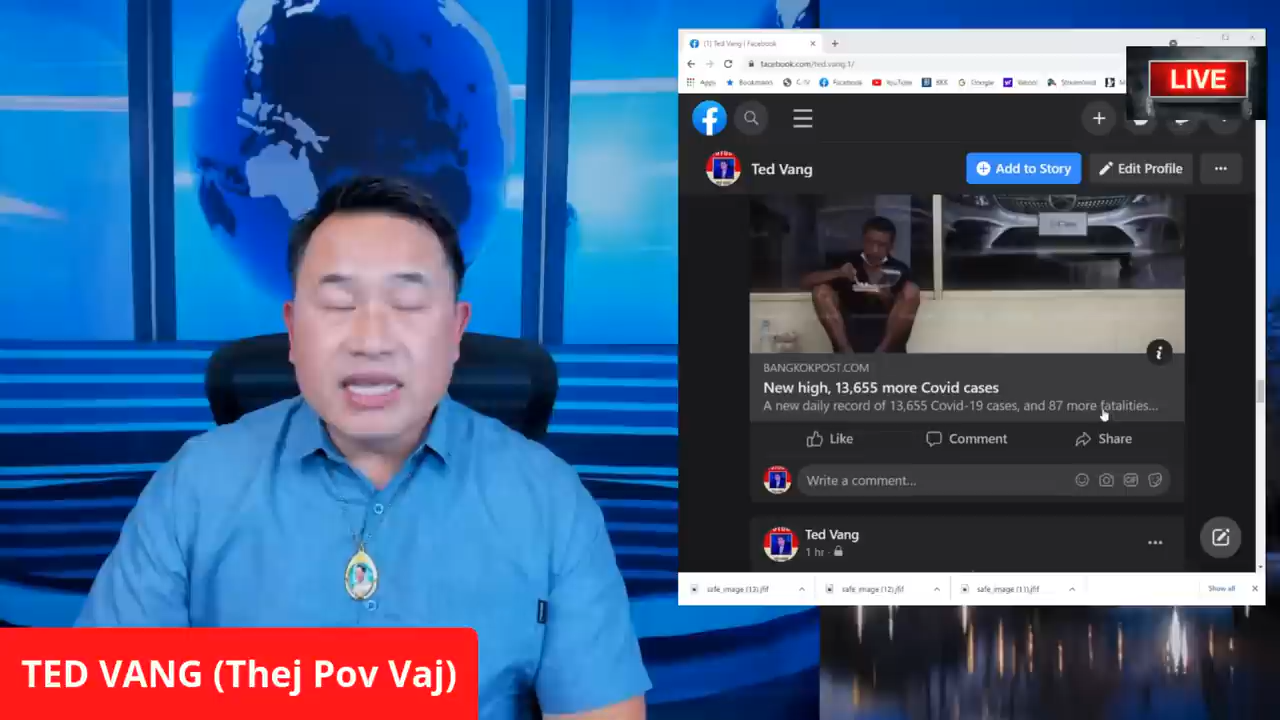 (1) Ted Vang | Facebook
facebook.com/ted.vang.1/
Apps Bookmarks Facebook YouTube BKK Google Yahoo
LIVE
Ted Vang
Add to Story
Edit Profile
BANGKOKPOST.COM
New high, 13,655 more Covid cases
A new daily record of 13,655 Covid-19 cases, and 87 more fatalities...
Like Comment Share
Write a comment...
GIF
Ted Vang
1 hr
safe_image (13).jfif
safe_image (12).jfif
safe_image (11).jfif
Show all
TED VANG (Thej Pov Vaj)